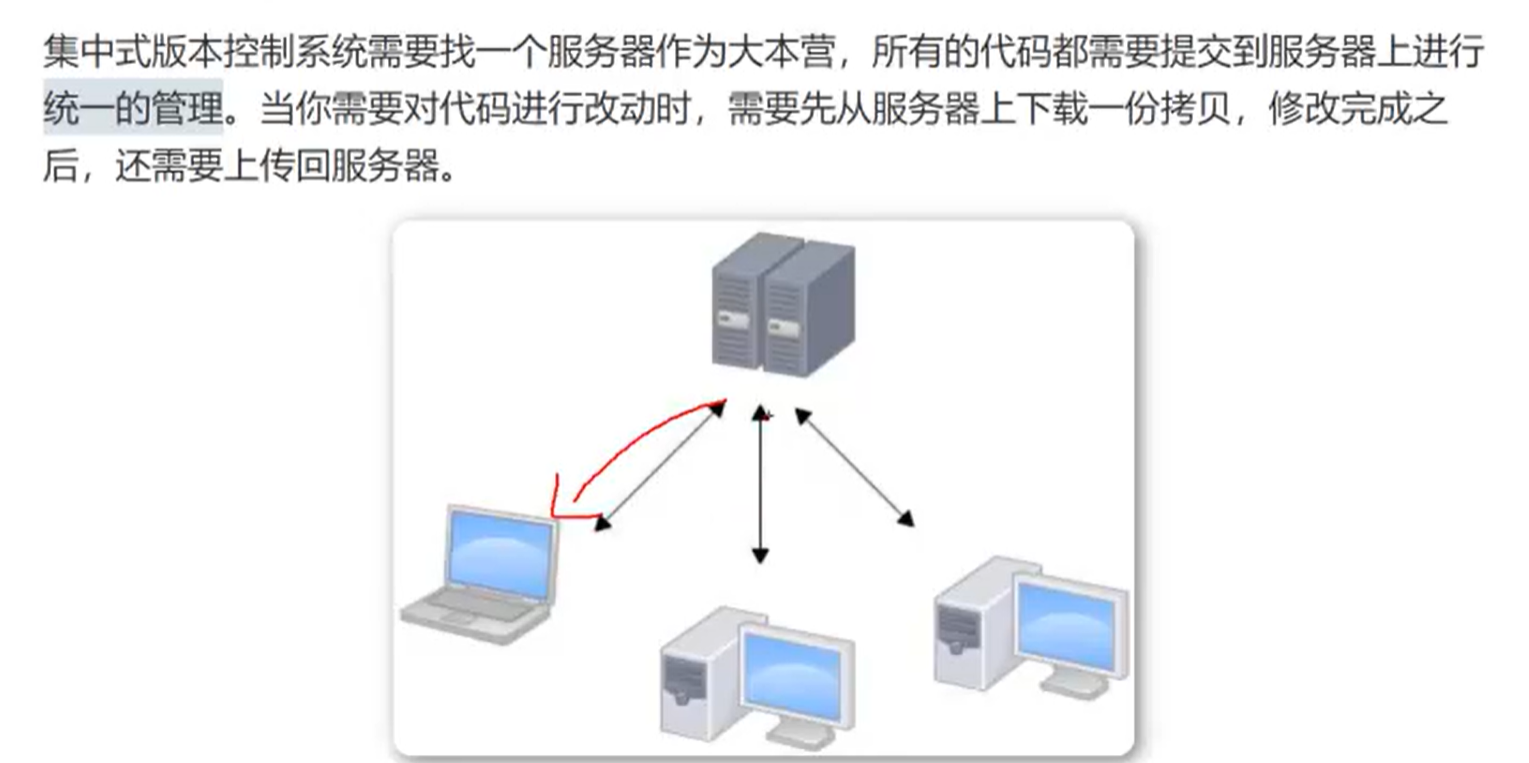 集中式版本控制系统需要找一个服务器作为大本营，所有的代码都需要提交到服务器上进行
统一的管理。当你需要对代码进行改动时，需要先从服务器上下载一份拷贝，修改完成之
后，还需要上传回服务器。